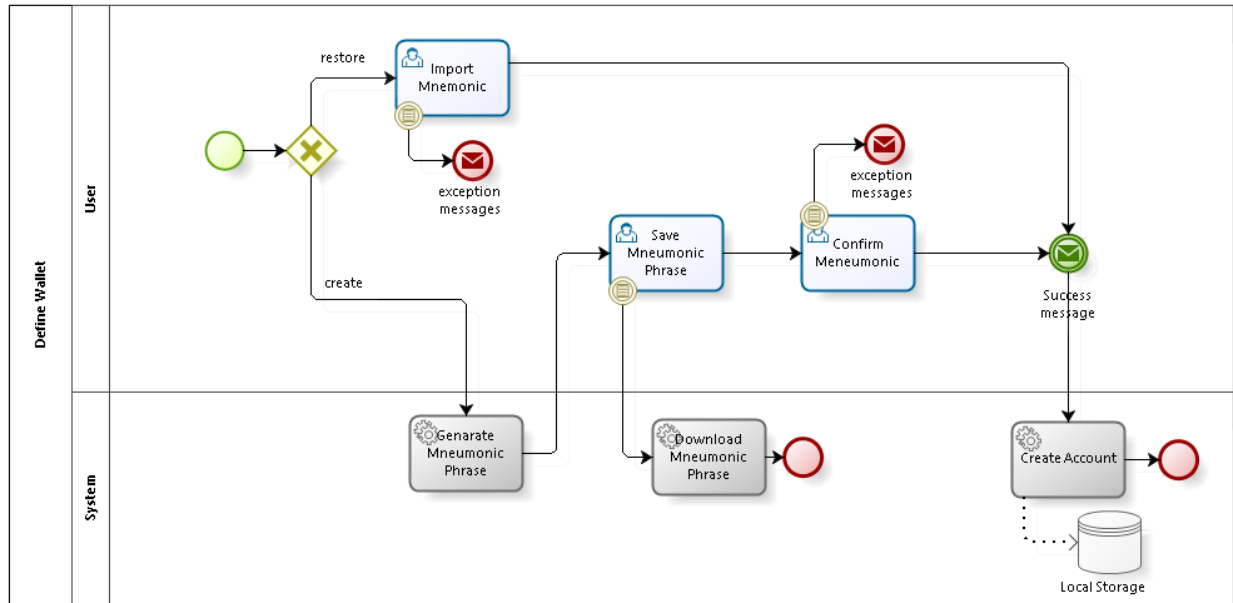 Define Wallet
User
restore
Import
Mnemonic
exception
messages
exception
messages
create
Save
Mneumonic
Phrase
Confirm
Meneumonic
Success
message
System
Genarate
Mneumonic
Phrase
Download
Mneumonic
Phrase
Create Account
Local Storage